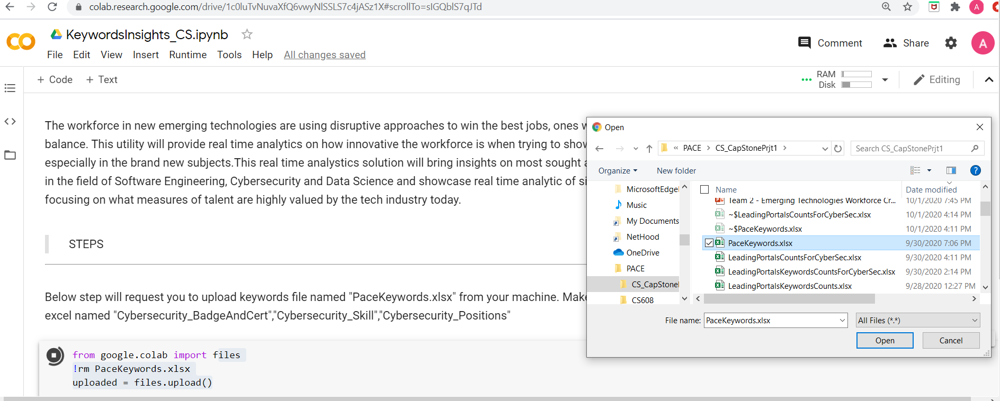 colab.research.google.com/drive/1c0luTvNuvaXfQ6vwyNlSSLS7c4jASz1X#scrollTo=sIGQblS7qJTd
A
KeywordsInsights_CS.ipynb
File Edit View Insert Runtime Tools Help All changes saved
Comment Share A
+ Code + Text
RAM
Disk
Editing
The workforce in new emerging technologies are using disruptive approaches to win the best jobs, ones
balance. This utility will provide real time analytics on how innovative the workforce is when trying to
especially in the brand new subjects.This real time analystics solution will bring insights on most sought
in the field of Software Engineering, Cybersecurity and Data Science and showcase real time analytic of
focusing on what measures of talent are highly valued by the tech industry today.
STEPS
Below step will request you to upload keywords file named "PaceKeywords.xlsx" from your machine. Make
excel named "Cybersecurity_BadgeAndCert","Cybersecurity_Skill","Cybersecurity_Positions"
from google.colab import files
!rm PaceKeywords.xlsx
uploaded = files.upload()
Open
« PACE > CS_CapStonePrjt1 >
Search CS_CapStonePrjt1
Organize New folder
?
MicrosoftEdge
Music
My Documents
NetHood
OneDrive
PACE
CS_CapStone
CS608
Name Date modified
Team 2 - Emerging Technologies Workforce Cr... 10/1/2020 7:45 PM
~$LeadingPortalsCountsForCyberSec.xlsx 10/1/2020 4:14 PM
~$PaceKeywords.xlsx 10/1/2020 4:11 PM
PaceKeywords.xlsx 9/30/2020 7:06 PM
LeadingPortalsCountsForCyberSec.xlsx 9/30/2020 4:11 PM
LeadingPortalsKeywordsCountsForCyberSec.xlsx 9/30/2020 2:14 PM
LeadingPortalsKeywordsCounts.xlsx 9/28/2020 12:27 PM
File name: PaceKeywords.xlsx All Files (*.*)
Open Cancel